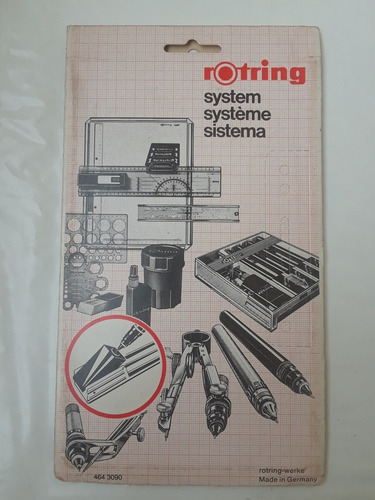 rotring
system
système
sistema
464 3090
rotring-werke
Made in Germany